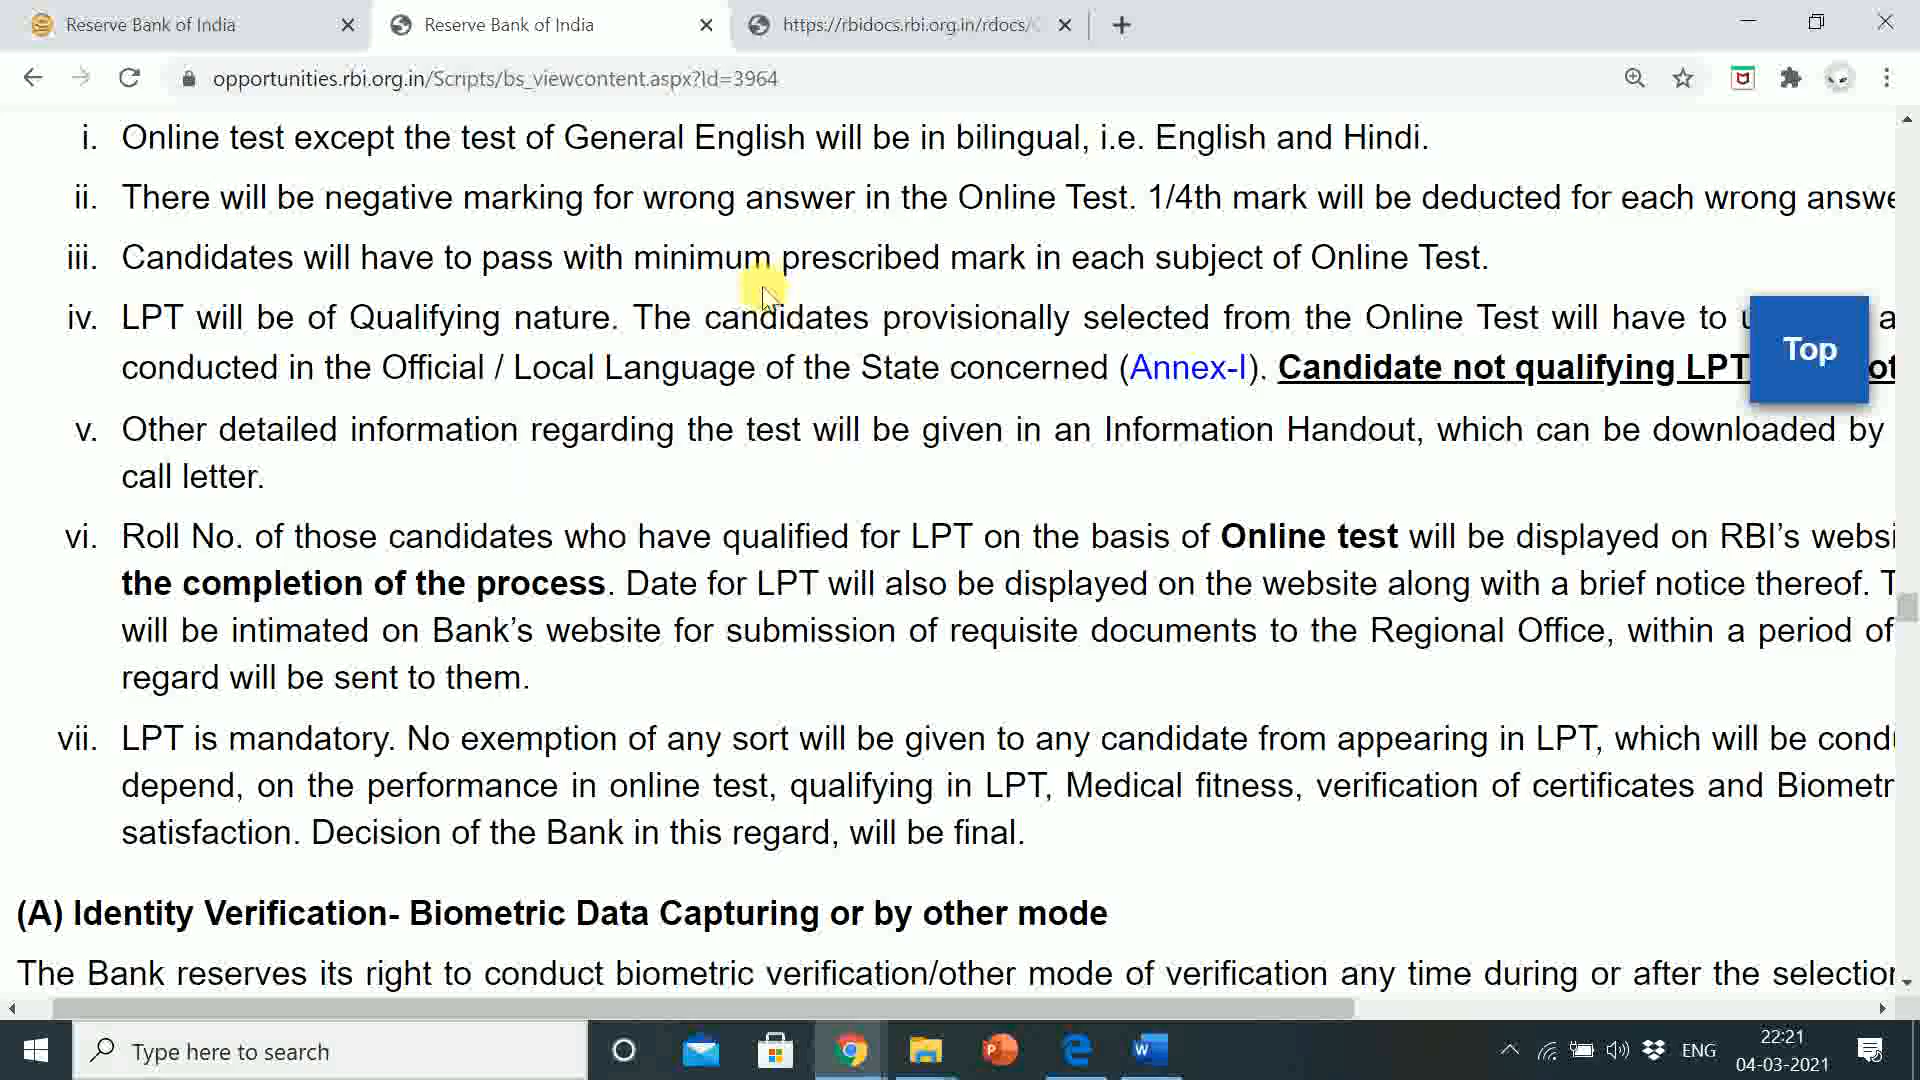 Reserve Bank of India
Reserve Bank of India
https://rbidocs.rbi.org.in/rdocs/
opportunities.rbi.org.in/Scripts/bs_viewcontent.aspx?Id=3964
i. Online test except the test of General English will be in bilingual, i.e. English and Hindi.
ii. There will be negative marking for wrong answer in the Online Test. 1/4th mark will be deducted for each wrong answe
iii. Candidates will have to pass with minimum prescribed mark in each subject of Online Test.
iv. LPT will be of Qualifying nature. The candidates provisionally selected from the Online Test will have to
conducted in the Official / Local Language of the State concerned (Annex-I). Candidate not qualifying LPT
Top
v. Other detailed information regarding the test will be given in an Information Handout, which can be downloaded by
call letter.
vi. Roll No. of those candidates who have qualified for LPT on the basis of Online test will be displayed on RBI's websi
the completion of the process. Date for LPT will also be displayed on the website along with a brief notice thereof. T
will be intimated on Bank's website for submission of requisite documents to the Regional Office, within a period of
regard will be sent to them.
vii. LPT is mandatory. No exemption of any sort will be given to any candidate from appearing in LPT, which will be condu
depend, on the performance in online test, qualifying in LPT, Medical fitness, verification of certificates and Biometr
satisfaction. Decision of the Bank in this regard, will be final.
(A) Identity Verification- Biometric Data Capturing or by other mode
The Bank reserves its right to conduct biometric verification/other mode of verification any time during or after the selection
Type here to search
ENG
22:21
04-03-2021